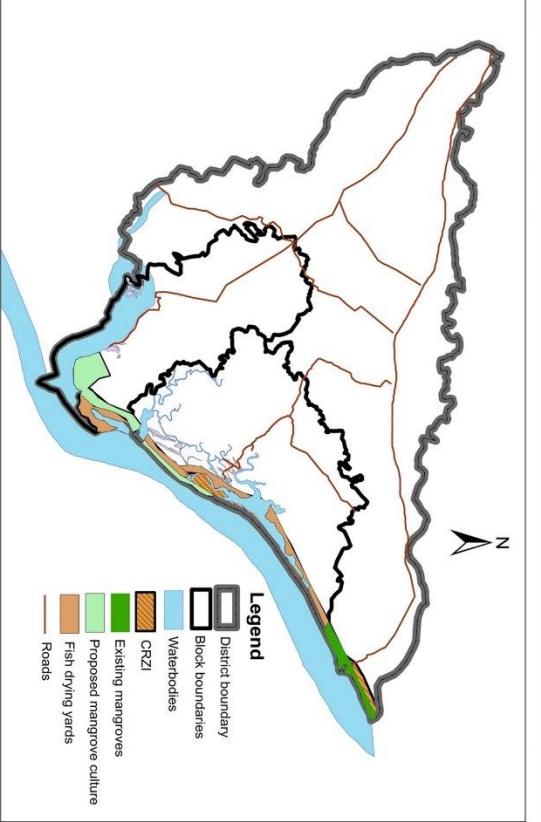 N
Legend
District boundary
Block boundaries
Waterbodies
CRZI
Existing mangroves
Proposed mangrove culture
Fish drying yards
Roads